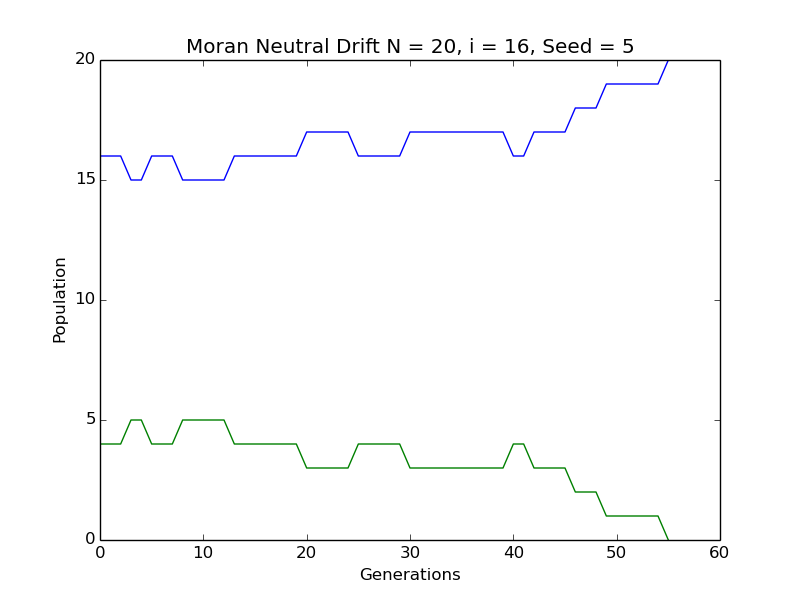 Moran Neutral Drift N = 20, i = 16, Seed = 5
20
15
10
5
0
Population
0 10 20 30 40 50 60
Generations